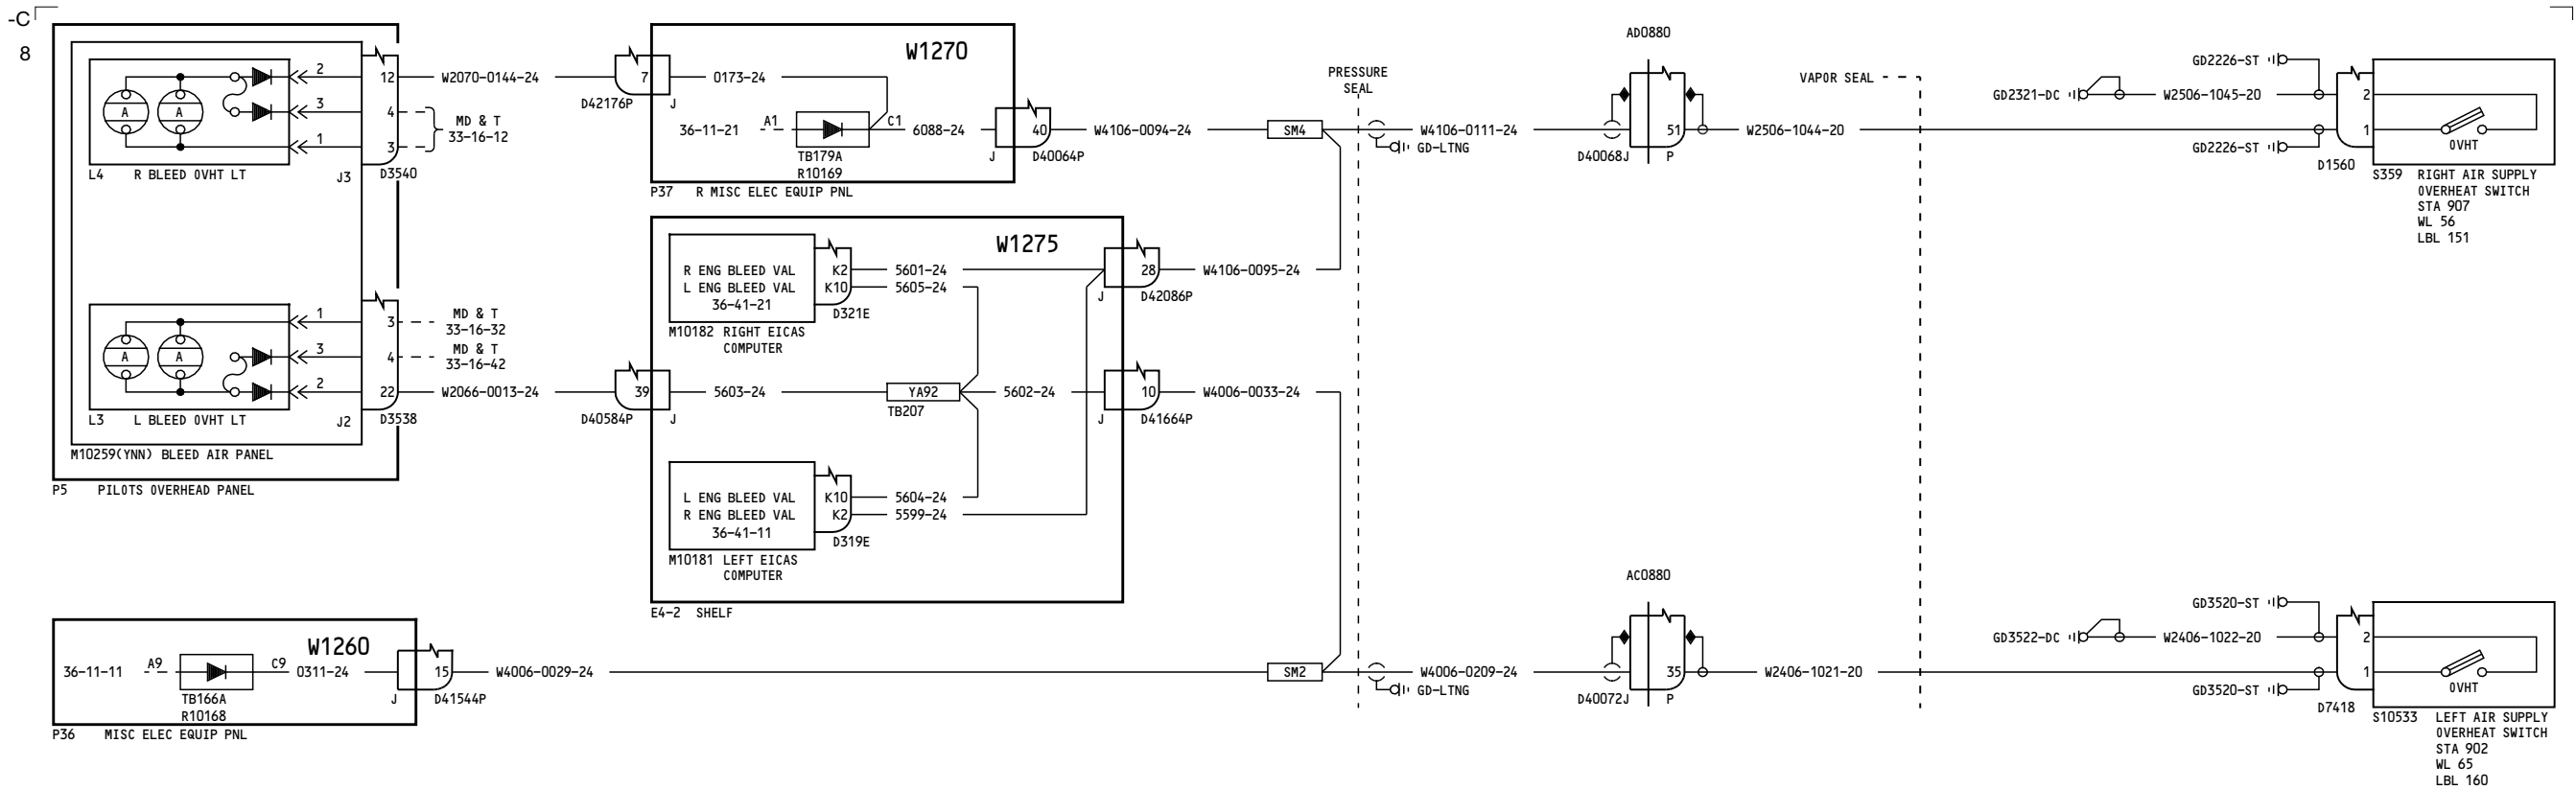 -C
8
2
3
1
12
4
3
W2070-0144-24
MD & T
33-16-12
L4 R BLEED OVHT LT
J3
D3540
A A
1
3
2
3
4
22
MD & T
33-16-32
MD & T
33-16-42
W2066-0013-24
L3 L BLEED OVHT LT
J2
D3538
A A
M10259(YNN) BLEED AIR PANEL
P5 PILOTS OVERHEAD PANEL
W1270
7
D42176P
J
0173-24
36-11-21
A1
C1
6088-24
TB179A
R10169
40
J
D40064P
P37 R MISC ELEC EQUIP PNL
W4106-0094-24
SM4
W1275
R ENG BLEED VAL
L ENG BLEED VAL
36-41-21
K2
K10
D321E
5601-24
5605-24
M10182 RIGHT EICAS
COMPUTER
28
J
D42086P
W4106-0095-24
39
D40584P
J
5603-24
YA92
TB207
5602-24
10
J
D41664P
W4006-0033-24
L ENG BLEED VAL
R ENG BLEED VAL
36-41-11
K10
K2
D319E
5604-24
5599-24
M10181 LEFT EICAS
COMPUTER
E4-2 SHELF
W1260
36-11-11
A9
C9
0311-24
TB166A
R10168
15
J
D41544P
P36 MISC ELEC EQUIP PNL
W4006-0029-24
SM2
PRESSURE
SEAL
W4106-0111-24
GD-LTNG
AD0880
51
D40068J
P
W2506-1044-20
VAPOR SEAL
GD2226-ST
GD2321-DC
W2506-1045-20
GD2226-ST
2
1
D1560
OVHT
S359 RIGHT AIR SUPPLY
OVERHEAT SWITCH
STA 907
WL 56
LBL 151
W4006-0209-24
GD-LTNG
AC0880
35
D40072J
P
W2406-1021-20
GD3520-ST
GD3522-DC
W2406-1022-20
GD3520-ST
2
1
D7418
OVHT
S10533 LEFT AIR SUPPLY
OVERHEAT SWITCH
STA 902
WL 65
LBL 160